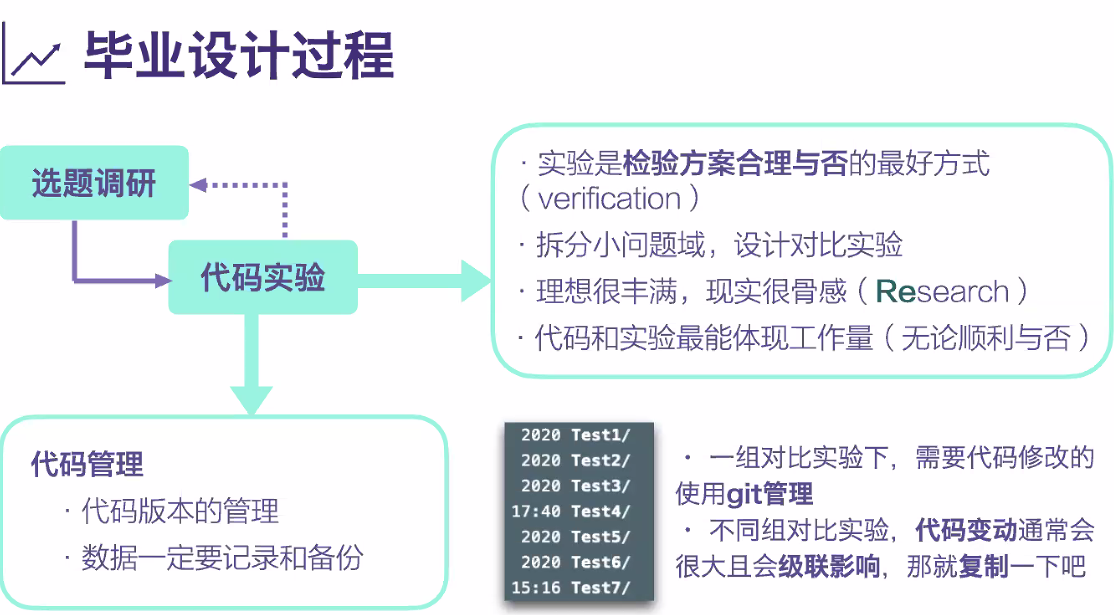 毕业设计过程
选题调研
代码实验
· 实验是检验方案合理与否的最好方式
（verification）
· 拆分小问题域，设计对比实验
· 理想很丰满，现实很骨感（Research）
· 代码和实验最能体现工作量（无论顺利与否）
代码管理
· 代码版本的管理
· 数据一定要记录和备份
2020 Test1/
2020 Test2/
2020 Test3/
17:40 Test4/
2020 Test5/
2020 Test6/
15:16 Test7/
· 一组对比实验下，需要代码修改的
使用git管理
· 不同组对比实验，代码变动通常会
很大且会级联影响，那就复制一下吧